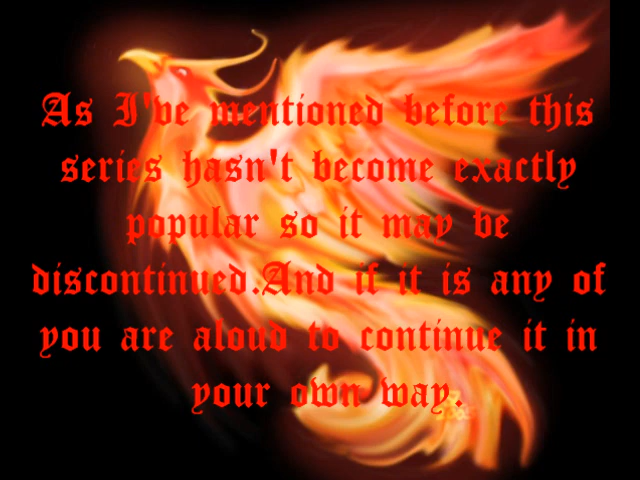 As I've mentioned before this
series hasn't become exactly
popular so it may be
discontinued.And if it is any of
you are aloud to continue it in
your own way.